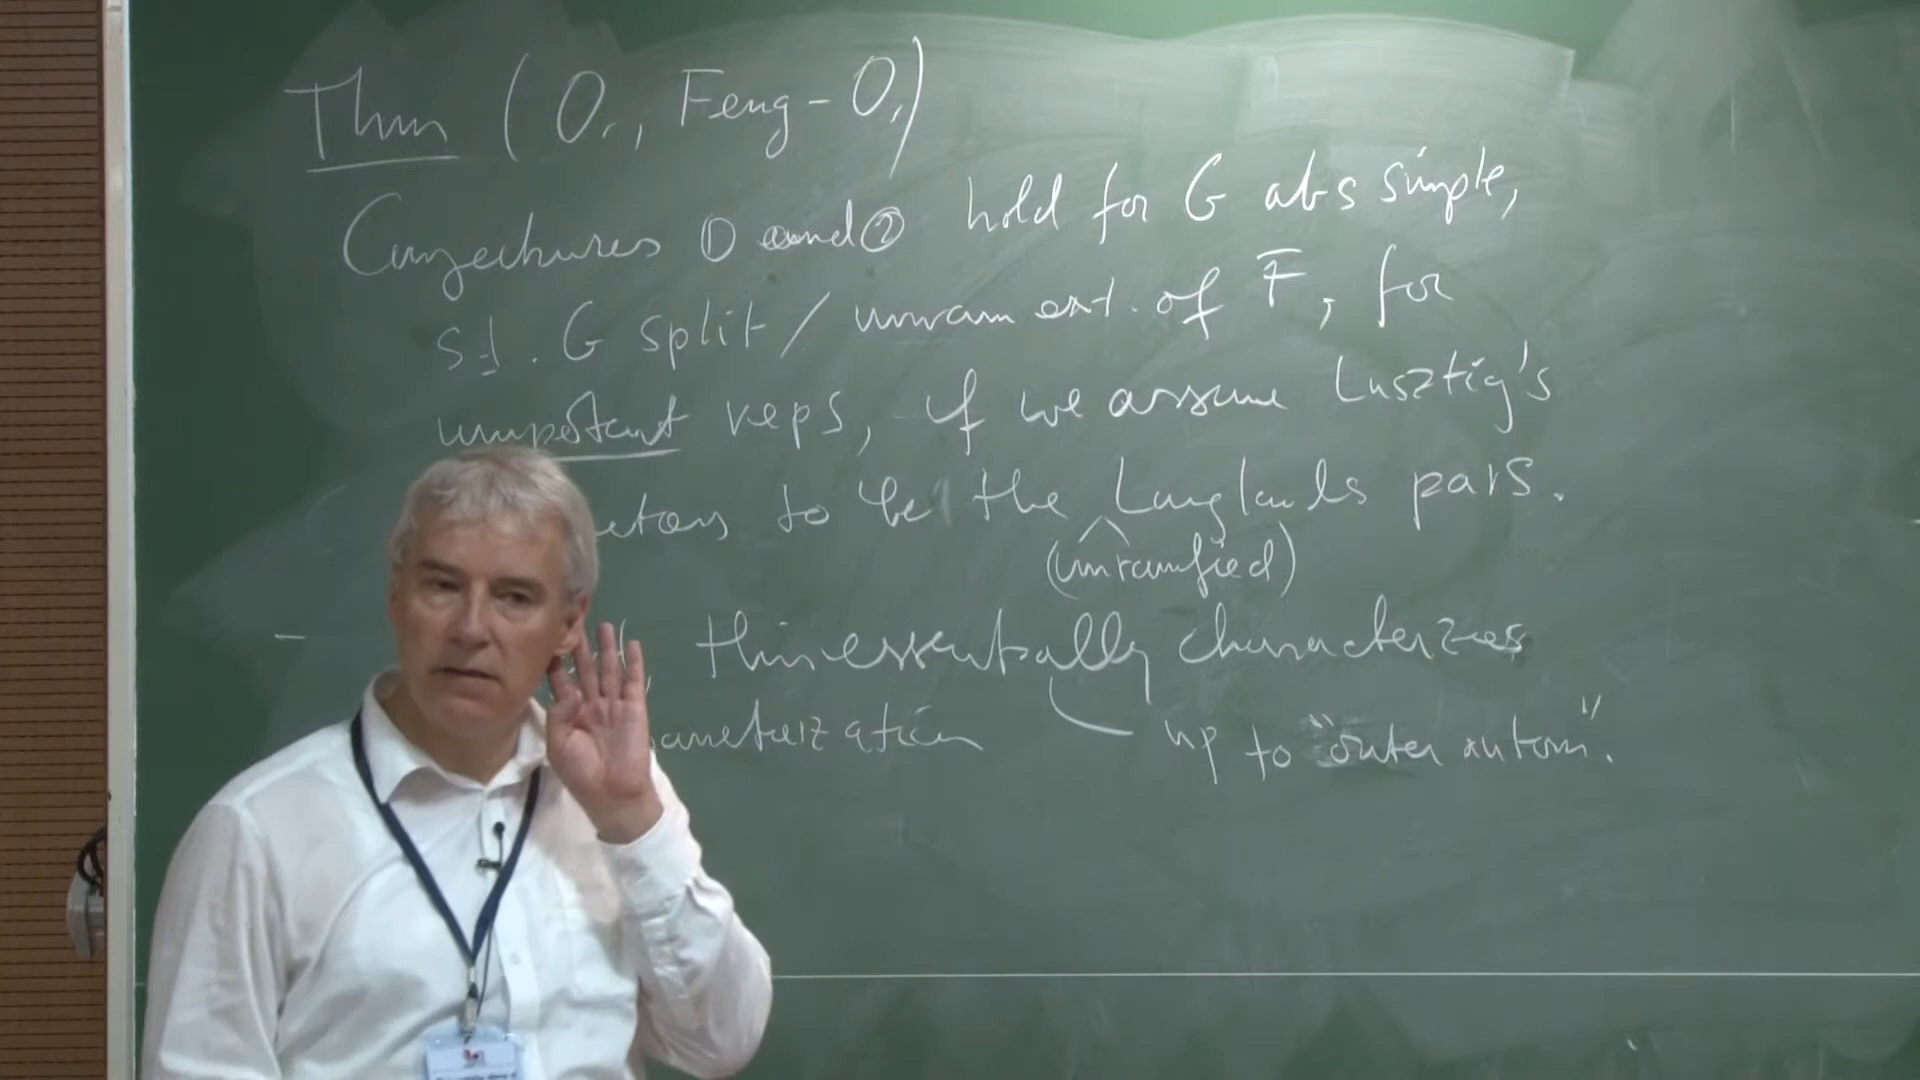 Thm (O., Feng-O.)
Conjectures ① and ② hold for G abs simple,
s.t. G split/unram ext. of F, for
unipotent reps, if we assume Lusztig's
to be the Langlands pars.
(unramified)
- this essentially characterizes
up to "outer autom".